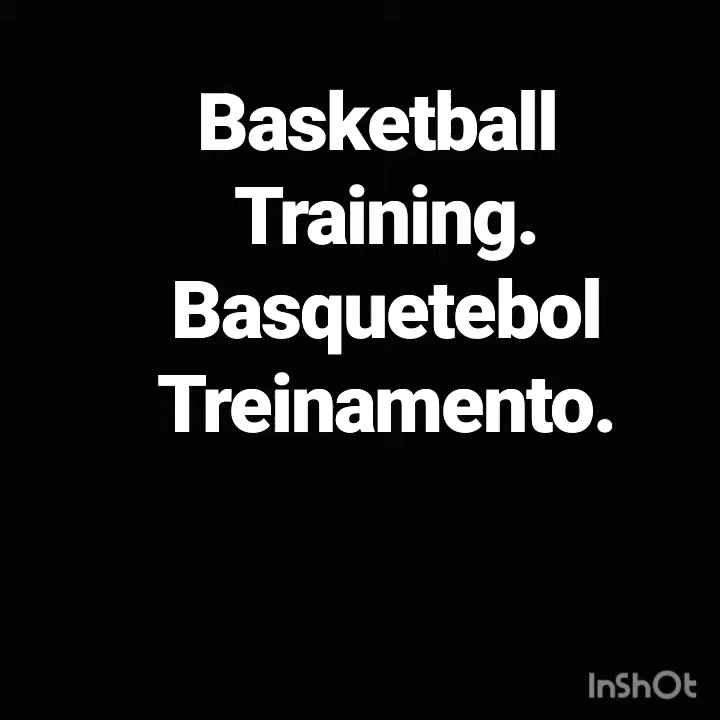 Basketball
Training.
Basquetebol
Treinamento.
InShOt